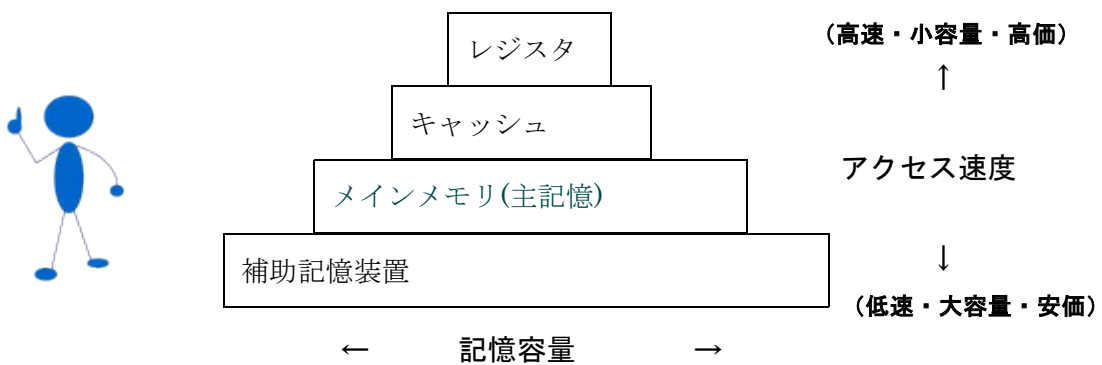 レジスタ
(高速・小容量・高価)
↑
キャッシュ
アクセス速度
メインメモリ(主記憶)
補助記憶装置
↓
(低速・大容量・安価)
← 記憶容量 →